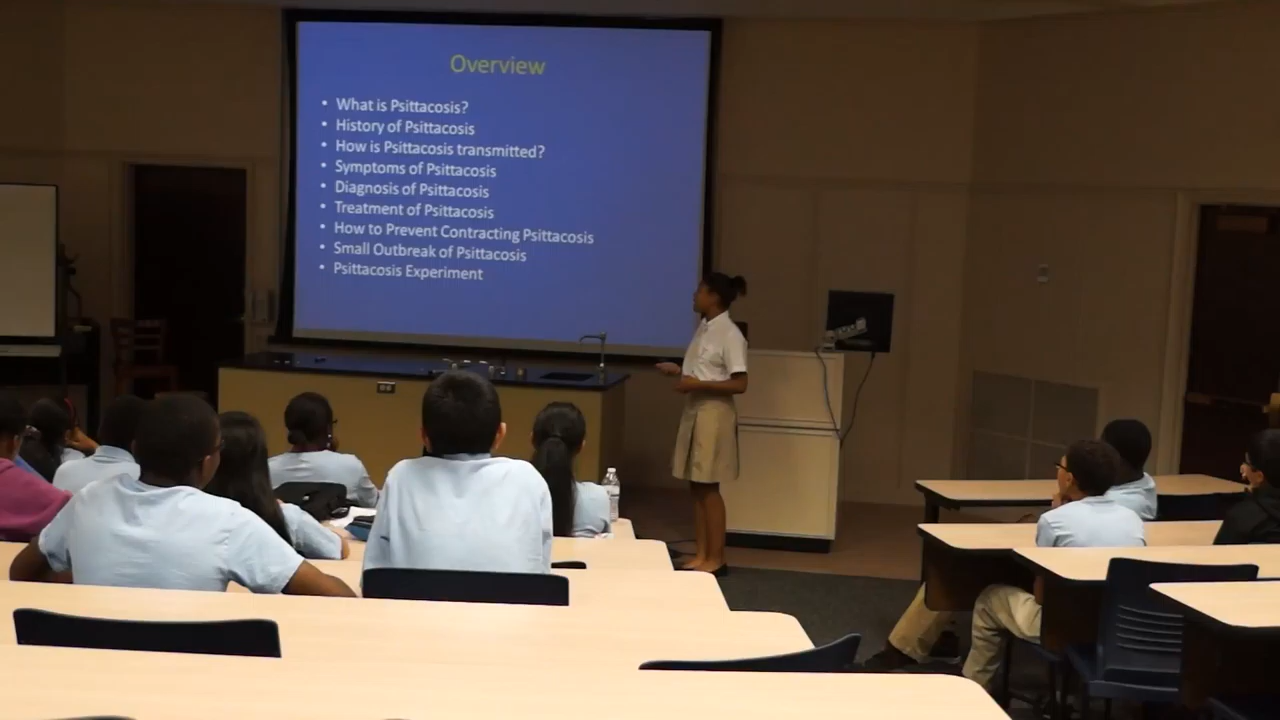 Overview
• What is Psittacosis?
• History of Psittacosis
• How is Psittacosis transmitted?
• Symptoms of Psittacosis
• Diagnosis of Psittacosis
• Treatment of Psittacosis
• How to Prevent Contracting Psittacosis
• Small Outbreak of Psittacosis
• Psittacosis Experiment